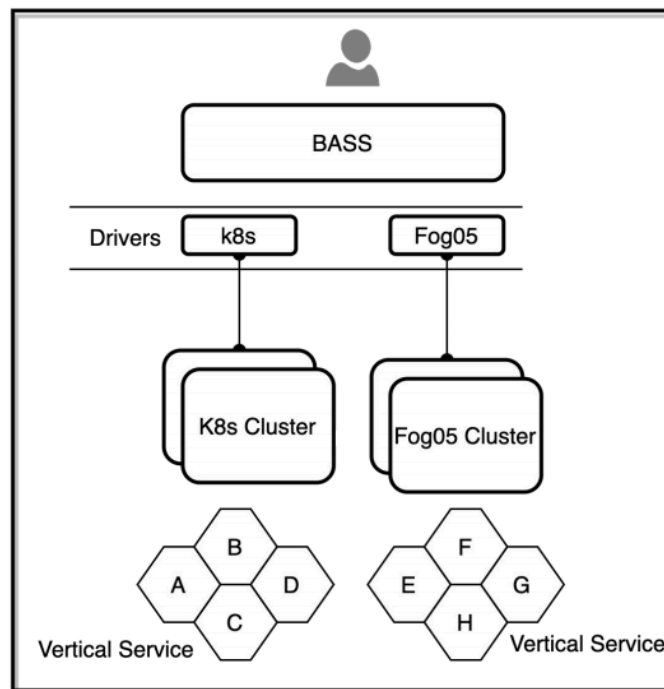 BASS
Drivers
k8s
Fog05
K8s Cluster
Fog05 Cluster
B
A
D
C
Vertical Service
F
E
G
H
Vertical Service